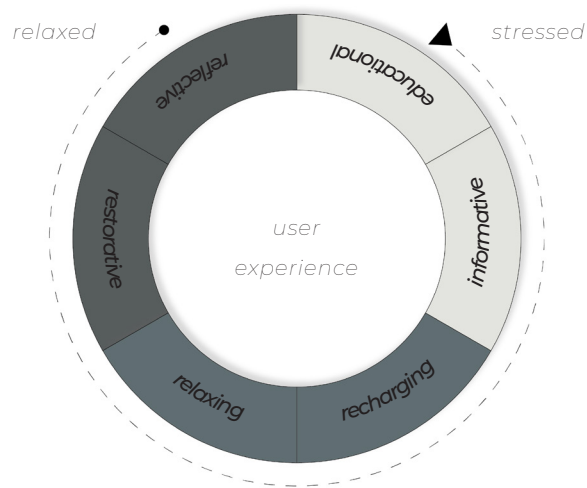 relaxed
stressed
reflective
educational
restorative
informative
user
experience
relaxing
recharging